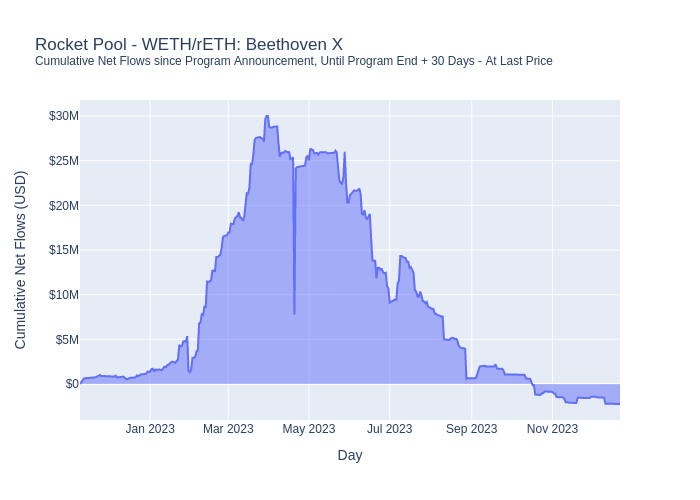 Rocket Pool - WETH/rETH: Beethoven X
Cumulative Net Flows since Program Announcement, Until Program End + 30 Days - At Last Price
Cumulative Net Flows (USD)
$30M
$25M
$20M
$15M
$10M
$5M
$0
Jan 2023
Mar 2023
May 2023
Jul 2023
Sep 2023
Nov 2023
Day